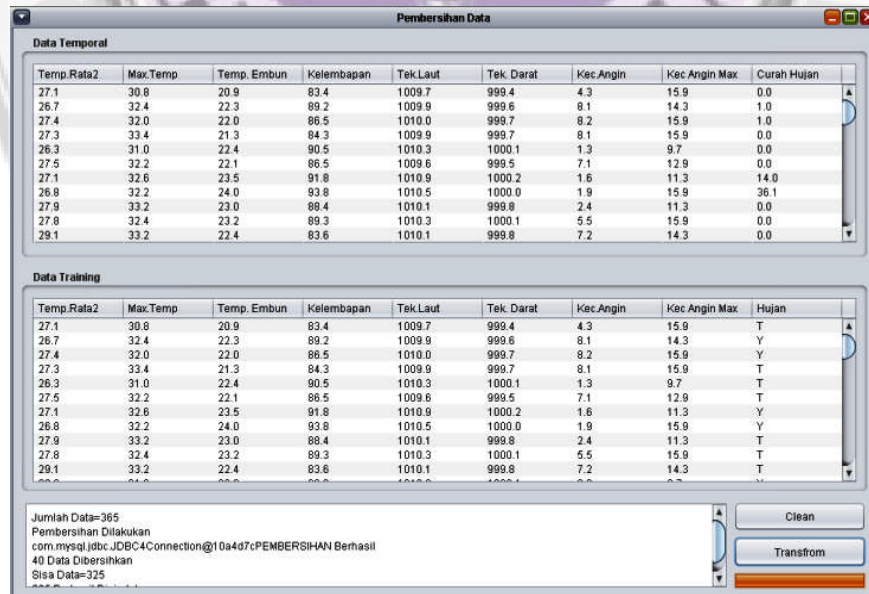 Pembersihan Data
Data Temporal
Temp.Rata2 Max.Temp Temp. Embun Kelembapan Tek.Laut Tek. Darat Kec.Angin Kec Angin Max Curah Hujan
27.1 30.8 20.9 83.4 1009.7 999.4 4.3 15.9 0.0
26.7 32.4 22.3 89.2 1009.9 999.6 8.1 14.3 1.0
27.4 32.0 22.0 86.5 1010.0 999.7 8.2 15.9 1.0
27.3 33.4 21.3 84.3 1009.9 999.7 8.1 15.9 0.0
26.3 31.0 22.4 90.5 1010.3 1000.1 1.3 9.7 0.0
27.5 32.2 22.1 86.5 1009.6 999.5 7.1 12.9 0.0
27.1 32.6 23.5 91.8 1010.9 1000.2 1.6 11.3 14.0
26.8 32.2 24.0 93.8 1010.5 1000.0 1.9 15.9 36.1
27.9 33.2 23.0 88.4 1010.1 999.8 2.4 11.3 0.0
27.8 32.4 23.2 89.3 1010.3 1000.1 5.5 15.9 0.0
29.1 33.2 22.4 83.6 1010.1 999.8 7.2 14.3 0.0
Data Training
Temp.Rata2 Max.Temp Temp. Embun Kelembapan Tek.Laut Tek. Darat Kec.Angin Kec Angin Max Hujan
27.1 30.8 20.9 83.4 1009.7 999.4 4.3 15.9 T
26.7 32.4 22.3 89.2 1009.9 999.6 8.1 14.3 Y
27.4 32.0 22.0 86.5 1010.0 999.7 8.2 15.9 Y
27.3 33.4 21.3 84.3 1009.9 999.7 8.1 15.9 T
26.3 31.0 22.4 90.5 1010.3 1000.1 1.3 9.7 T
27.5 32.2 22.1 86.5 1009.6 999.5 7.1 12.9 T
27.1 32.6 23.5 91.8 1010.9 1000.2 1.6 11.3 Y
26.8 32.2 24.0 93.8 1010.5 1000.0 1.9 15.9 Y
27.9 33.2 23.0 88.4 1010.1 999.8 2.4 11.3 T
27.8 32.4 23.2 89.3 1010.3 1000.1 5.5 15.9 T
29.1 33.2 22.4 83.6 1010.1 999.8 7.2 14.3 T
Jumlah Data=365
Pembersihan Dilakukan
com.mysql.jdbc.JDBC4Connection@10a4d7cPEMBERSIHAN Berhasil
40 Data Dibersihkan
Sisa Data=325
Clean
Transfrom